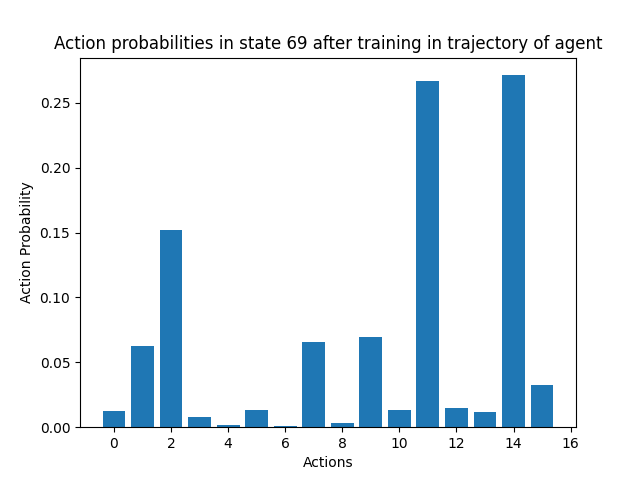 Action probabilities in state 69 after training in trajectory of agent
0.25
0.20
0.15
0.10
0.05
0.00
Action Probability
0 2 4 6 8 10 12 14 16
Actions